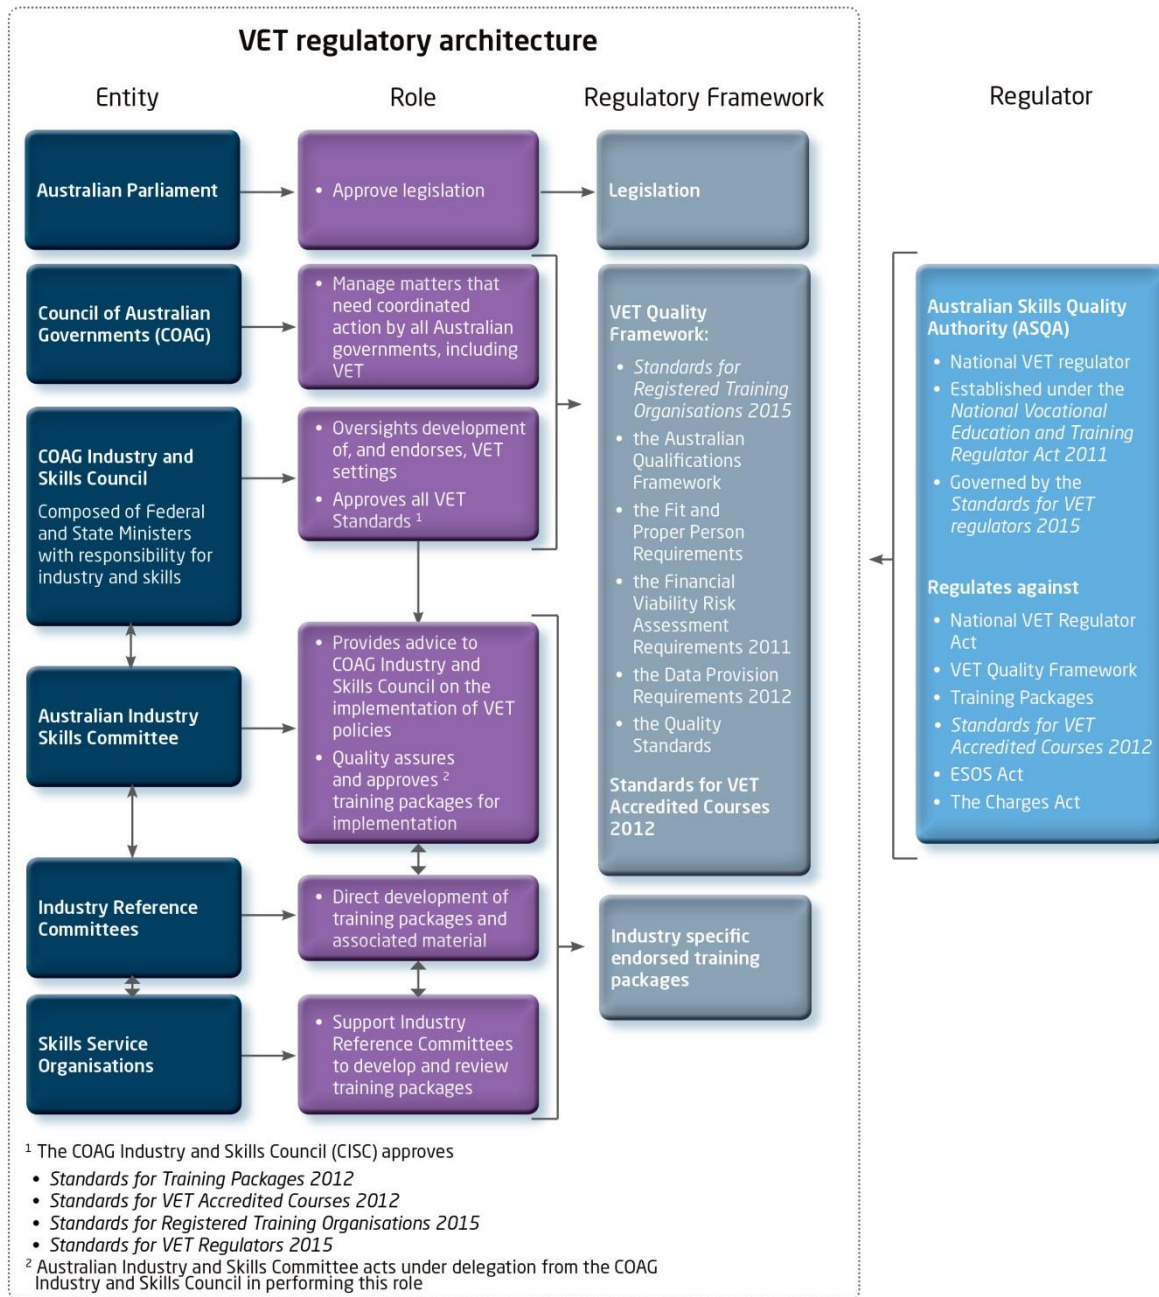 VET regulatory architecture
Entity
Role
Regulatory Framework
Regulator
Australian Parliament
• Approve legislation
Legislation
Council of Australian
Governments (COAG)
• Manage matters that
need coordinated
action by all Australian
governments, including
VET
COAG Industry and
Skills Council
Composed of Federal
and State Ministers
with responsibility for
industry and skills
• Oversights development
of, and endorses, VET
settings
• Approves all VET
Standards 1
Australian Industry
Skills Committee
• Provides advice to
COAG Industry and
Skills Council on the
implementation of VET
policies
• Quality assures
and approves 2
training packages for
implementation
Industry Reference
Committees
• Direct development of
training packages and
associated material
Skills Service
Organisations
• Support Industry
Reference Committees
to develop and review
training packages
VET Quality
Framework:
• Standards for
Registered Training
Organisations 2015
• the Australian
Qualifications
Framework
• the Fit and
Proper Person
Requirements
• the Financial
Viability Risk
Assessment
Requirements 2011
• the Data Provision
Requirements 2012
• the Quality
Standards
Standards for VET
Accredited Courses
2012
Industry specific
endorsed training
packages
Australian Skills Quality
Authority (ASQA)
• National VET regulator
• Established under the
National Vocational
Education and Training
Regulator Act 2011
• Governed by the
Standards for VET
regulators 2015
Regulates against
• National VET Regulator
Act
• VET Quality Framework
• Training Packages
• Standards for VET
Accredited Courses 2012
• ESOS Act
• The Charges Act
1 The COAG Industry and Skills Council (CISC) approves
• Standards for Training Packages 2012
• Standards for VET Accredited Courses 2012
• Standards for Registered Training Organisations 2015
• Standards for VET Regulators 2015
2 Australian Industry and Skills Committee acts under delegation from the COAG
Industry and Skills Council in performing this role